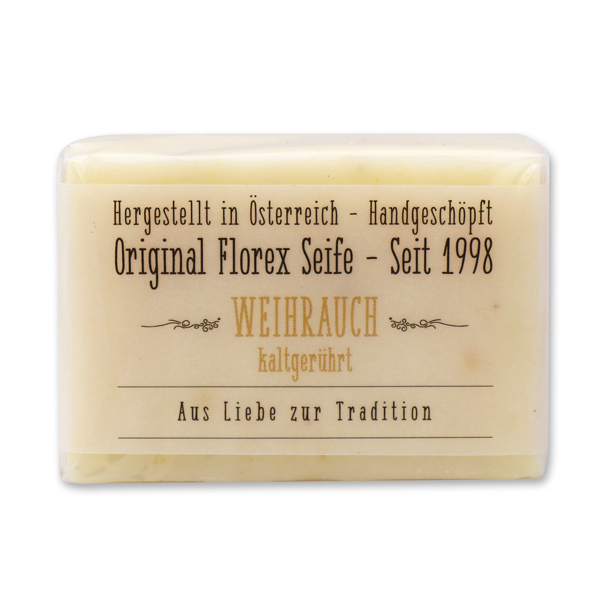 Hergestellt in Österreich - Handgeschöpft
Original Florex Seife - Seit 1998
WEIHRAUCH
kaltgerührt
Aus Liebe zur Tradition